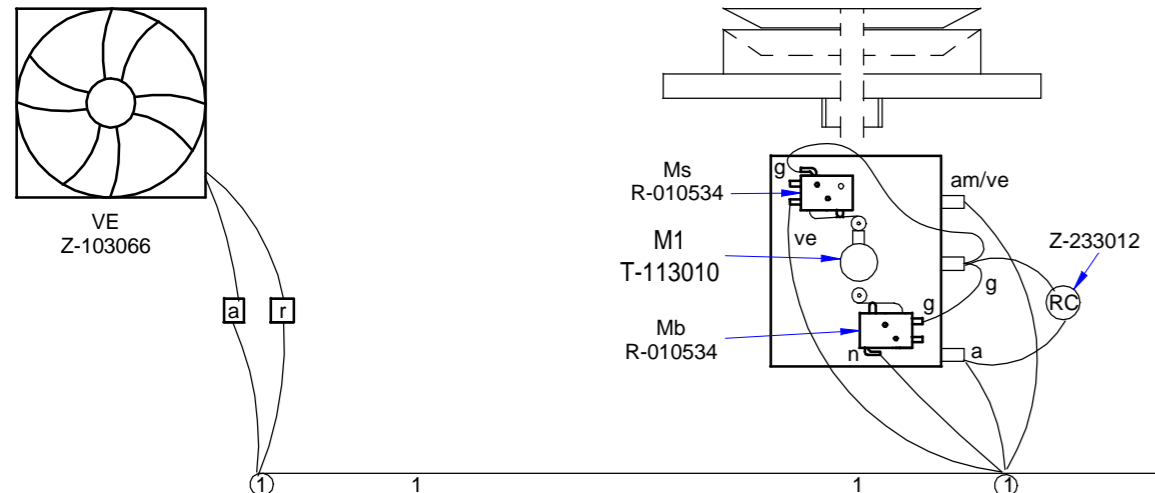 VE
Z-103066
a
r
Ms
R-010534
M1
T-113010
Mb
R-010534
g
am/ve
ve
g
g
n
a
Z-233012
RC
1
1
1
1